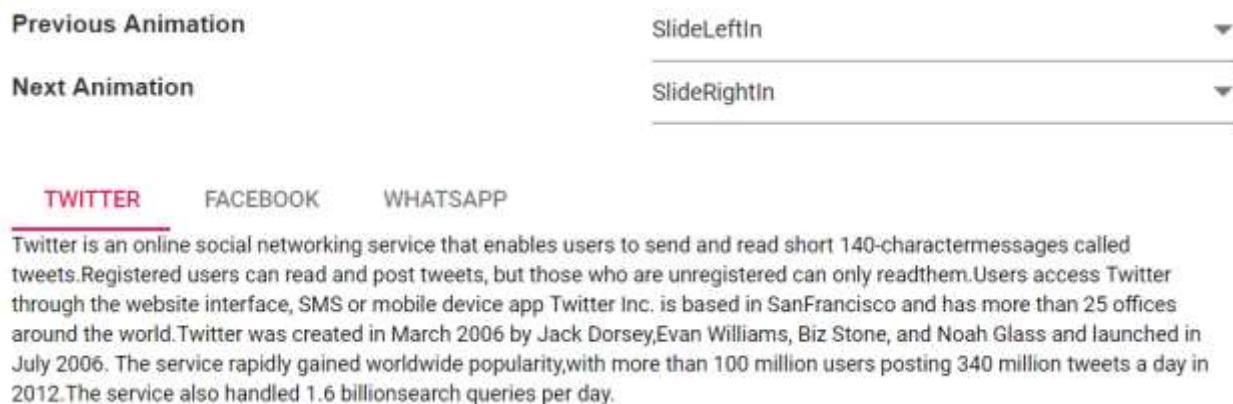 Previous Animation
SlideLeftIn
Next Animation
SlideRightIn
TWITTER FACEBOOK WHATSAPP
Twitter is an online social networking service that enables users to send and read short 140-charactermessages called
tweets.Registered users can read and post tweets, but those who are unregistered can only readthem.Users access Twitter
through the website interface, SMS or mobile device app Twitter Inc. is based in SanFrancisco and has more than 25 offices
around the world.Twitter was created in March 2006 by Jack Dorsey,Evan Williams, Biz Stone, and Noah Glass and launched in
July 2006. The service rapidly gained worldwide popularity,with more than 100 million users posting 340 million tweets a day in
2012.The service also handled 1.6 billionsearch queries per day.